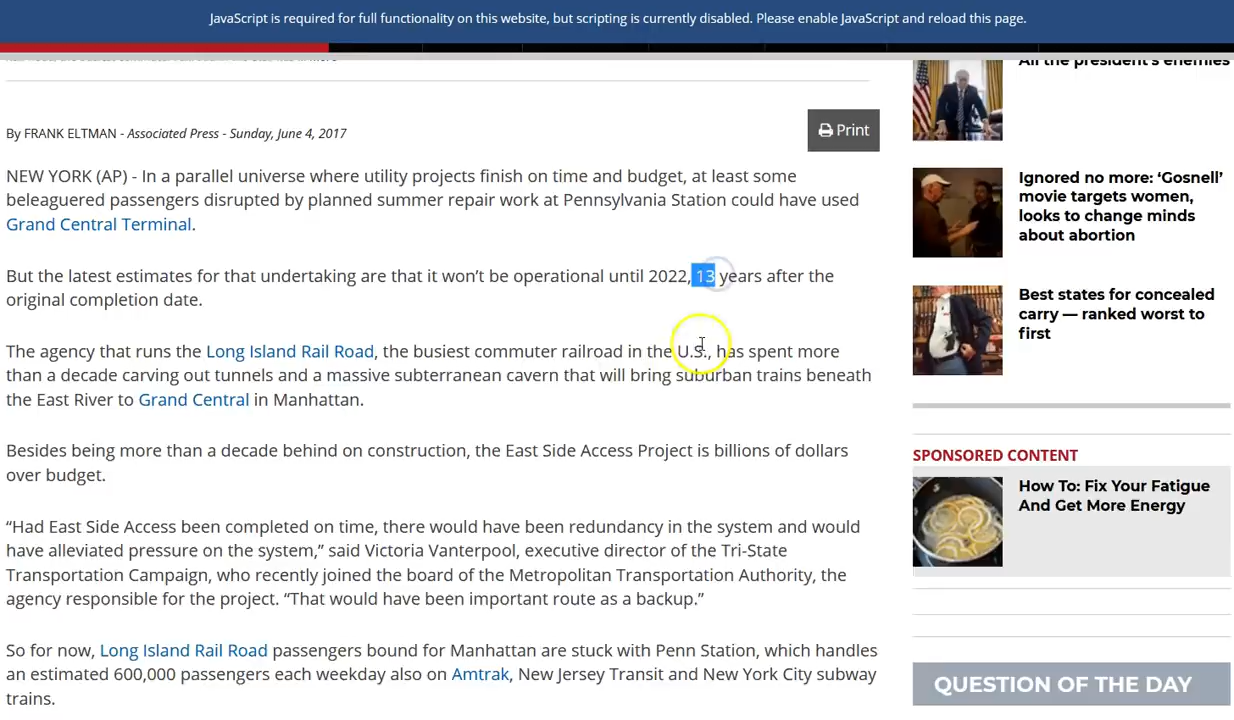 JavaScript is required for full functionality on this website, but scripting is currently disabled. Please enable JavaScript and reload this page.
By FRANK ELTMAN - Associated Press - Sunday, June 4, 2017
Print
NEW YORK (AP) - In a parallel universe where utility projects finish on time and budget, at least some
beleaguered passengers disrupted by planned summer repair work at Pennsylvania Station could have used
Grand Central Terminal.
But the latest estimates for that undertaking are that it won’t be operational until 2022, 13 years after the
original completion date.
The agency that runs the Long Island Rail Road, the busiest commuter railroad in the U.S., has spent more
than a decade carving out tunnels and a massive subterranean cavern that will bring suburban trains beneath
the East River to Grand Central in Manhattan.
Besides being more than a decade behind on construction, the East Side Access Project is billions of dollars
over budget.
“Had East Side Access been completed on time, there would have been redundancy in the system and would
have alleviated pressure on the system,” said Victoria Vanterpool, executive director of the Tri-State
Transportation Campaign, who recently joined the board of the Metropolitan Transportation Authority, the
agency responsible for the project. “That would have been important route as a backup.”
So for now, Long Island Rail Road passengers bound for Manhattan are stuck with Penn Station, which handles
an estimated 600,000 passengers each weekday also on Amtrak, New Jersey Transit and New York City subway
trains.
All the president’s enemies
Ignored no more: ‘Gosnell’
movie targets women,
looks to change minds
about abortion
Best states for concealed
carry — ranked worst to
first
SPONSORED CONTENT
How To: Fix Your Fatigue
And Get More Energy
QUESTION OF THE DAY